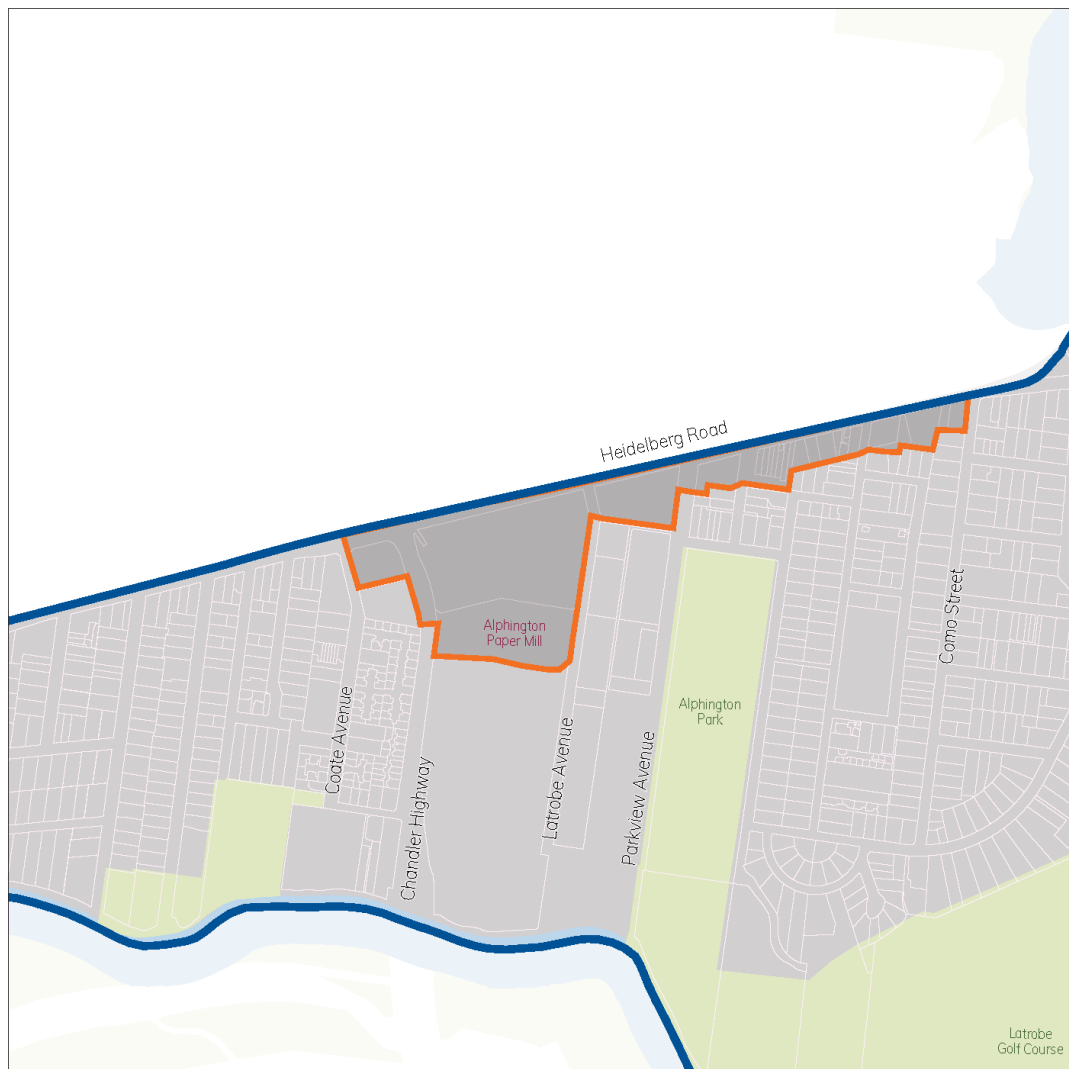 Heidelberg Road
Alphington
Paper Mill
Como Street
Coate Avenue
Alphington
Park
Latrobe Avenue
Parkview Avenue
Chandler Highway
Latrobe
Golf Course